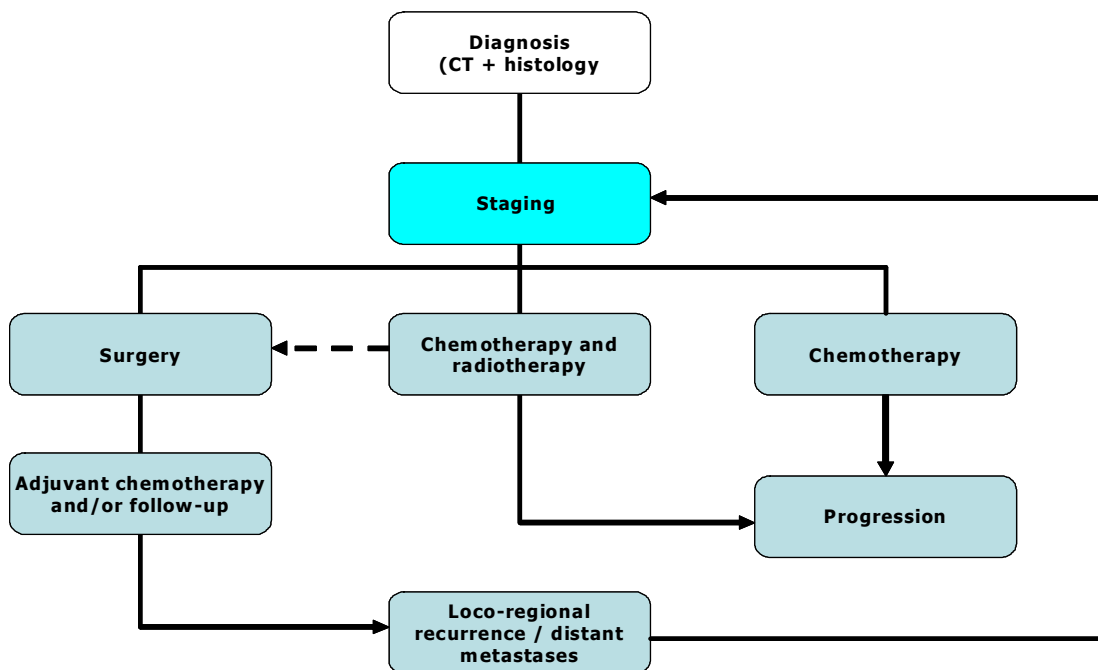 Diagnosis
(CT + histology
Staging
Surgery
Chemotherapy and
radiotherapy
Chemotherapy
Adjuvant chemotherapy
and/or follow-up
Progression
Loco-regional
recurrence / distant
metastases